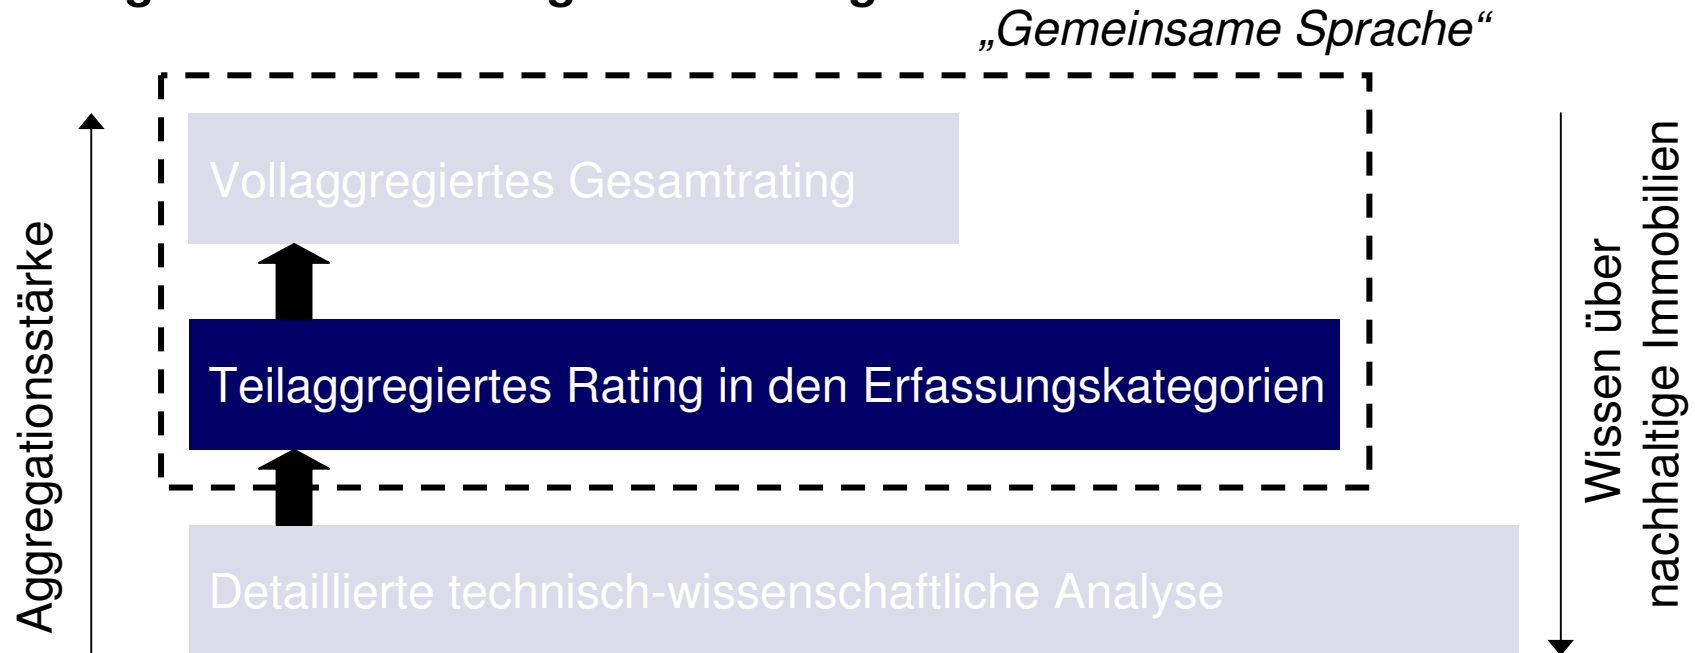 „Gemeinsame Sprache“
Aggregationsstärke
Vollaggregiertes Gesamtrating
Teilaggregiertes Rating in den Erfassungskategorien
Detaillierte technisch-wissenschaftliche Analyse
Wissen über
nachhaltige Immobilien